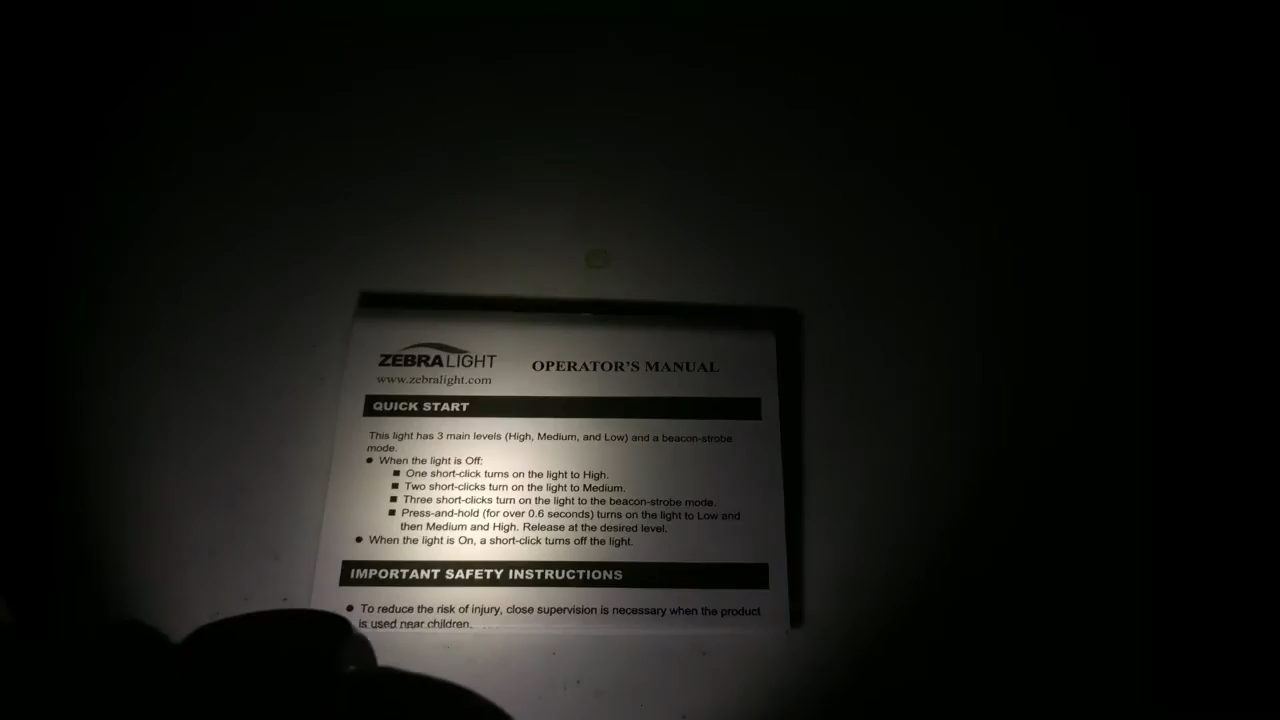 ZEBRALIGHT OPERATOR'S MANUAL
www.zebralight.com
QUICK START
This light has 3 main levels (High, Medium, and Low) and a beacon-strobe
mode.
● When the light is Off:
■ One short-click turns on the light to High.
■ Two short-clicks turn on the light to Medium.
■ Three short-clicks turn on the light to the beacon-strobe mode.
■ Press-and-hold (for over 0.6 seconds) turns on the light to Low and
then Medium and High. Release at the desired level.
● When the light is On, a short-click turns off the light.
IMPORTANT SAFETY INSTRUCTIONS
● To reduce the risk of injury, close supervision is necessary when the product
is used near children.